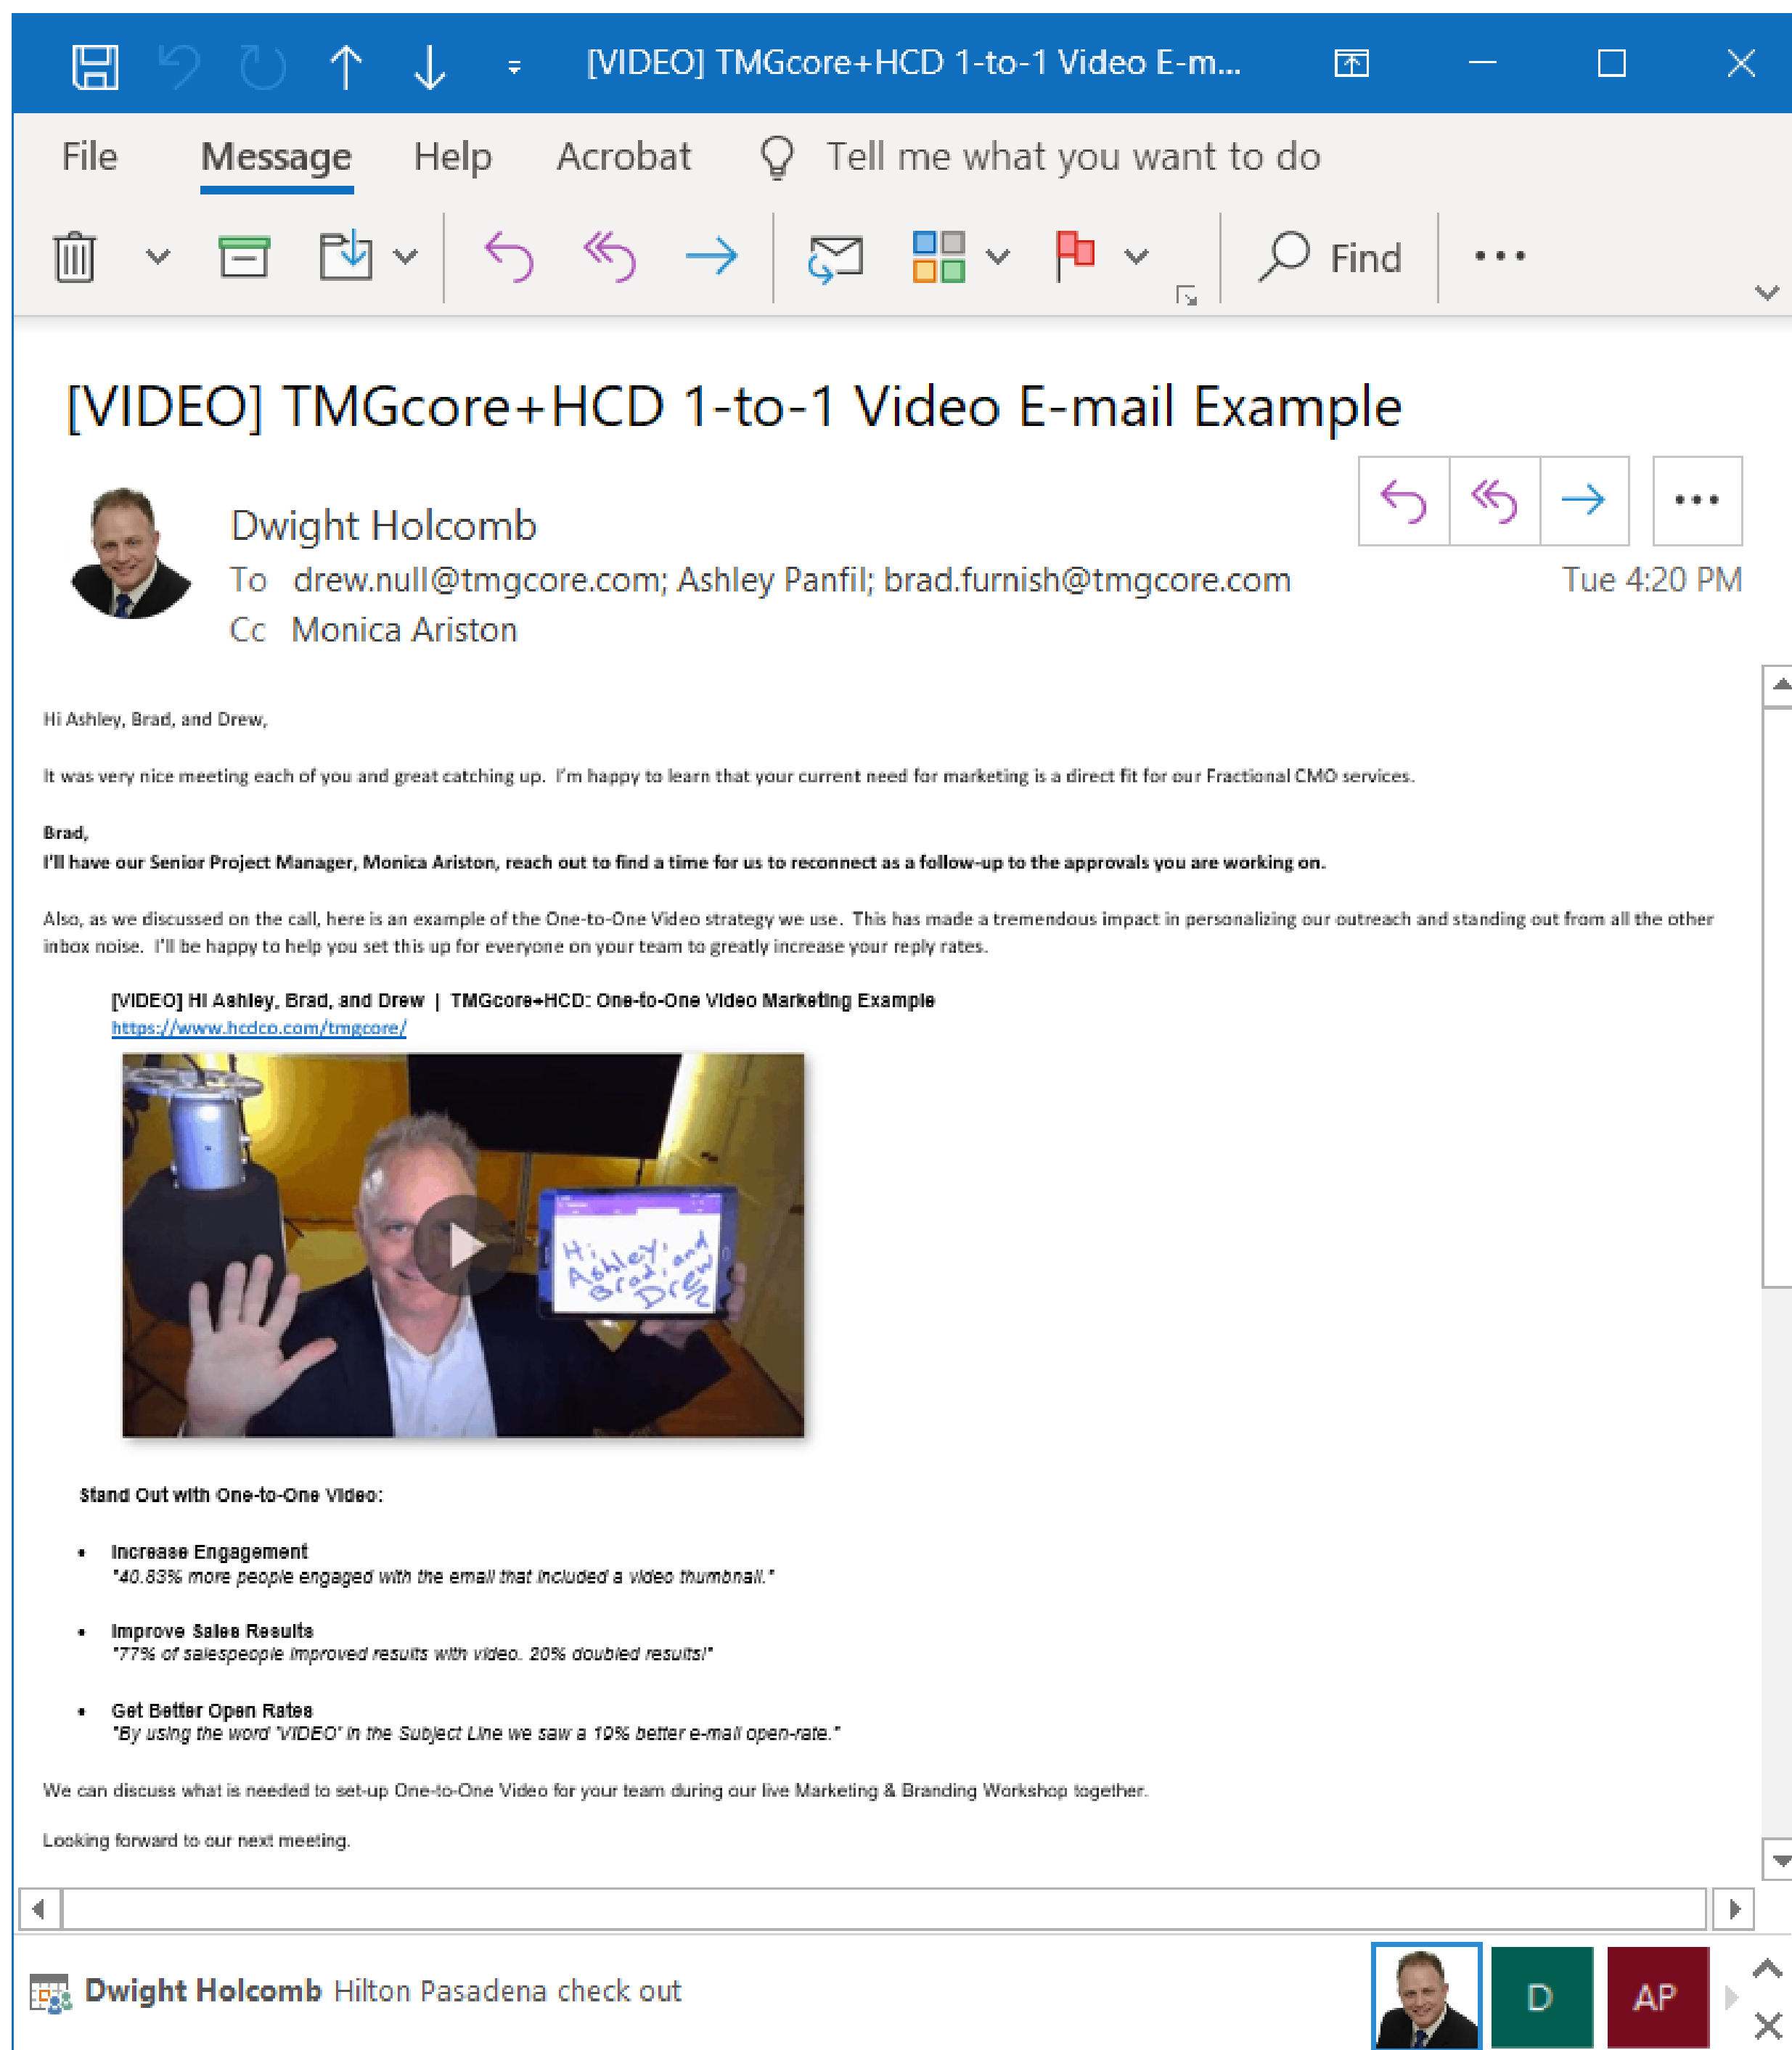 [VIDEO] TMGcore+HCD 1-to-1 Video E-m...
File Message Help Acrobat Tell me what you want to do
Find
[VIDEO] TMGcore+HCD 1-to-1 Video E-mail Example
Dwight Holcomb
To drew.null@tmgcore.com; Ashley Panfil; brad.furnish@tmgcore.com
Tue 4:20 PM
Cc Monica Ariston
Hi Ashley, Brad, and Drew,
It was very nice meeting each of you and great catching up. I'm happy to learn that your current need for marketing is a direct fit for our Fractional CMO services.
Brad,
I'll have our Senior Project Manager, Monica Ariston, reach out to find a time for us to reconnect as a follow-up to the approvals you are working on.
Also, as we discussed on the call, here is an example of the One-to-One Video strategy we use. This has made a tremendous impact in personalizing our outreach and standing out from all the other
inbox noise. I'll be happy to help you set this up for everyone on your team to greatly increase your reply rates.
[VIDEO] Hi Ashley, Brad, and Drew | TMGcore+HCD: One-to-One Video Marketing Example
https://www.hcdco.com/tmgcore/
Hi
Ashley, and
Brad, Drew
Stand Out with One-to-One Video:
• Increase Engagement
"40.83% more people engaged with the email that included a video thumbnail."
• Improve Sales Results
"77% of salespeople improved results with video. 20% doubled results!"
• Get Better Open Rates
"By using the word 'VIDEO' in the Subject Line we saw a 19% better e-mail open-rate."
We can discuss what is needed to set-up One-to-One Video for your team during our live Marketing & Branding Workshop together.
Looking forward to our next meeting.
Dwight Holcomb Hilton Pasadena check out
D AP